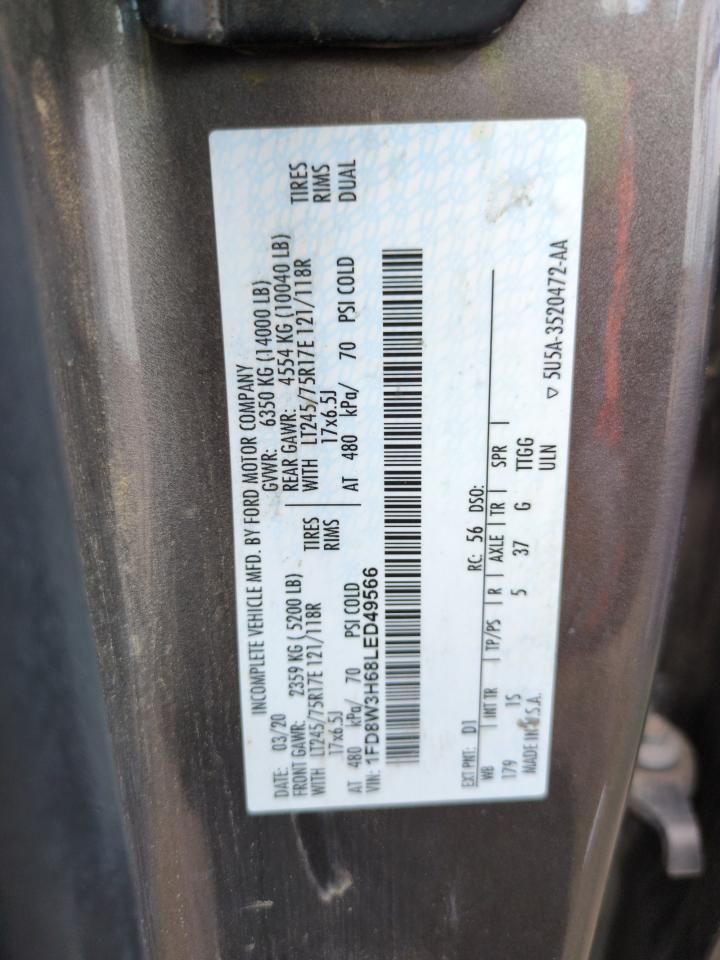 INCOMPLETE VEHICLE MFD. BY FORD MOTOR COMPANY
DATE: 03/20 GVWR: 6350 KG (14000 LB)
FRONT GAWR: 2359 KG (5200 LB) REAR GAWR: 4554 KG (10040 LB)
WITH LT245/75R17E 121/118R TIRES WITH LT245/75R17E 121/118R TIRES
17x6.5J RIMS 17x6.5J RIMS
AT 480 kPa/ 70 PSI COLD AT 480 kPa/ 70 PSI COLD DUAL
VIN: 1FD8W3H68LED49566
EXT PNT: D1 RC: 56 DSO:
WB INT TR TP/PS R AXLE TR SPR
179 1S 5 37 G TTGG
MADE IN U.S.A. ULN
▽ 5U5A-3520472-AA